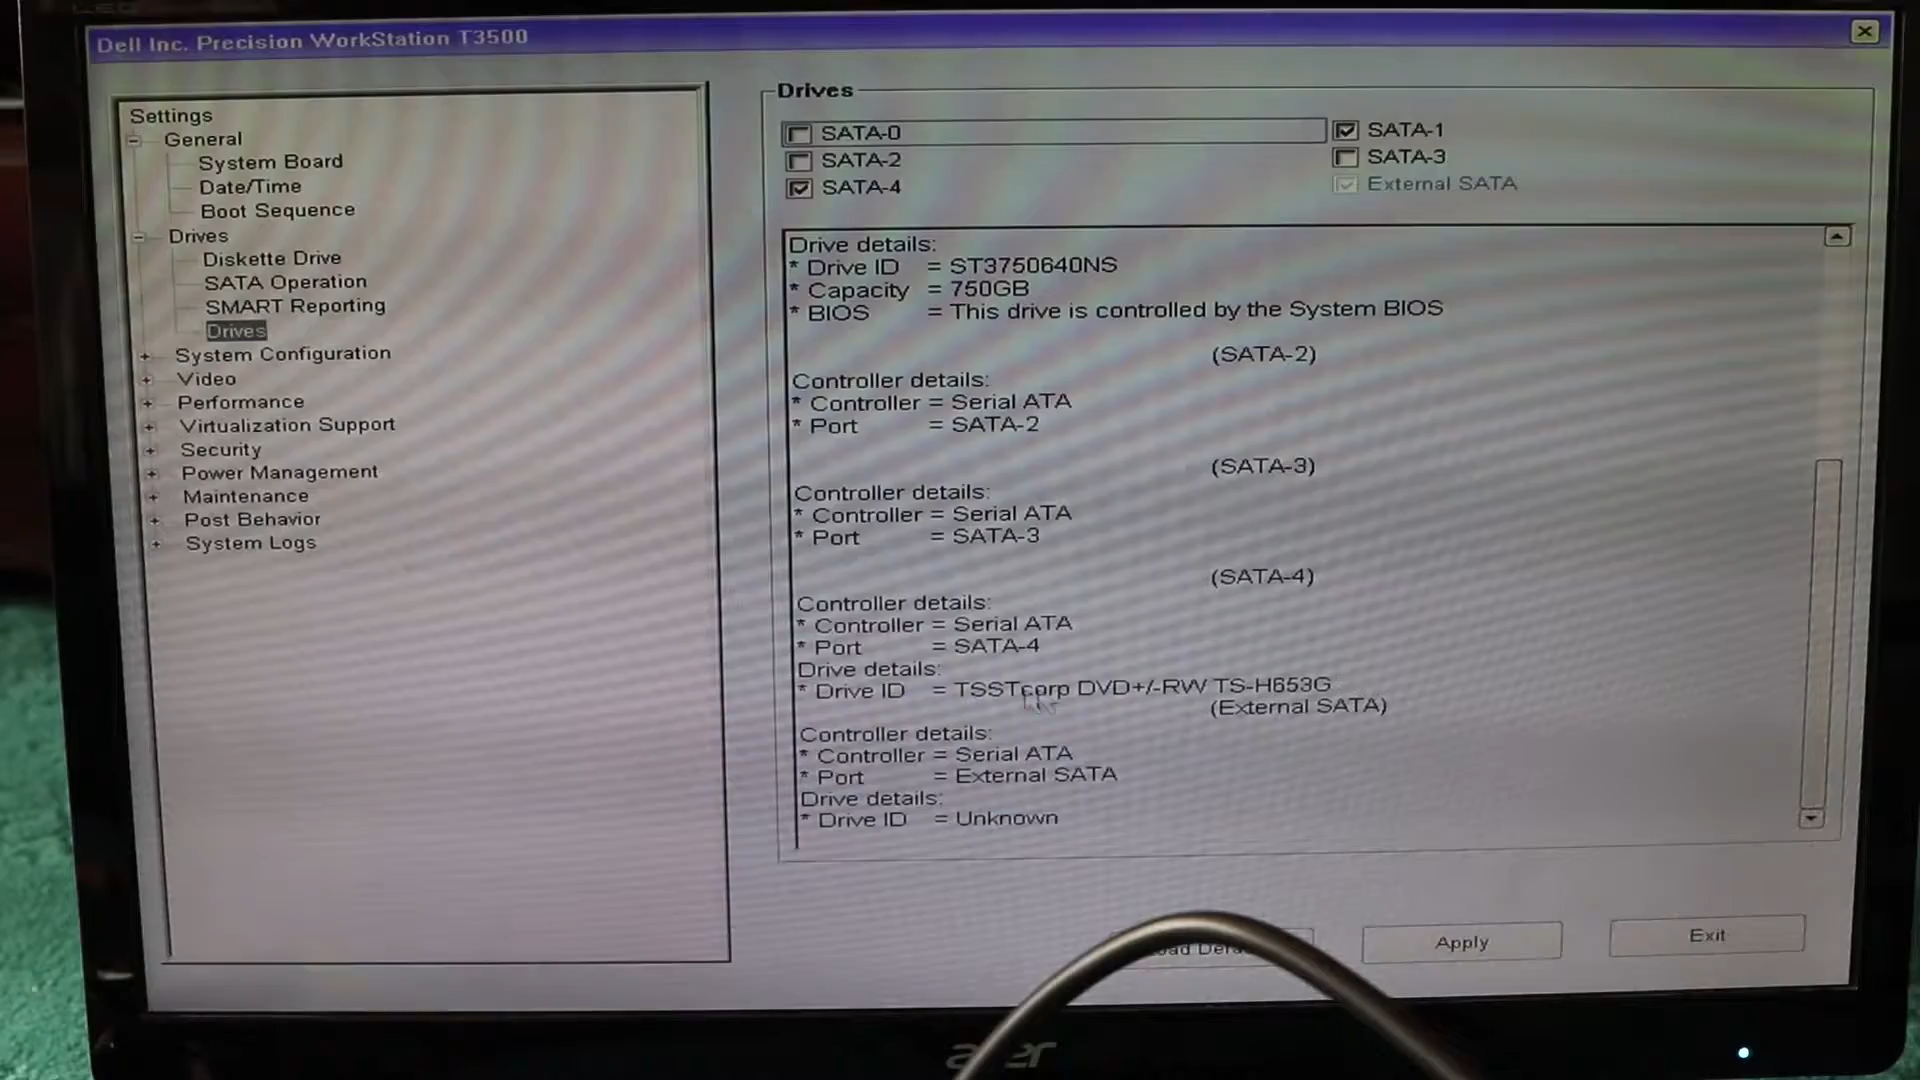 Dell Inc. Precision WorkStation T3500
Settings
General
System Board
Date/Time
Boot Sequence
Drives
Diskette Drive
SATA Operation
SMART Reporting
Drives
System Configuration
Video
Performance
Virtualization Support
Security
Power Management
Maintenance
Post Behavior
System Logs
Drives
SATA-0
SATA-1
SATA-2
SATA-3
SATA-4
External SATA
Drive details:
* Drive ID = ST3750640NS
* Capacity = 750GB
* BIOS = This drive is controlled by the System BIOS
(SATA-2)
Controller details:
* Controller = Serial ATA
* Port = SATA-2
(SATA-3)
Controller details:
* Controller = Serial ATA
* Port = SATA-3
(SATA-4)
Controller details:
* Controller = Serial ATA
* Port = SATA-4
Drive details:
* Drive ID = TSSTcorp DVD+/-RW TS-H653G
(External SATA)
Controller details:
* Controller = Serial ATA
* Port = External SATA
Drive details:
* Drive ID = Unknown
Apply
Exit
acer